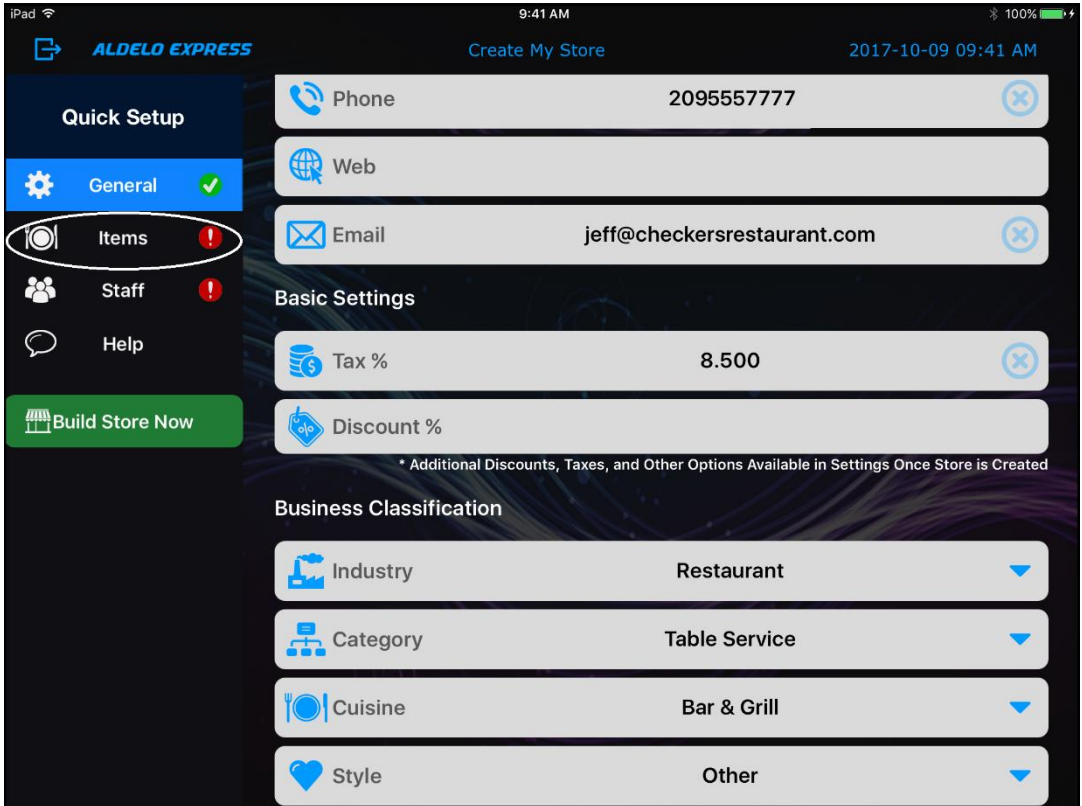 iPad 9:41 AM 100%
ALDELO EXPRESS Create My Store 2017-10-09 09:41 AM
Quick Setup
General
Items
Staff
Help
Build Store Now
Phone 2095557777
Web
Email jeff@checkersrestaurant.com
Basic Settings
Tax % 8.500
Discount %
* Additional Discounts, Taxes, and Other Options Available in Settings Once Store is Created
Business Classification
Industry Restaurant
Category Table Service
Cuisine Bar & Grill
Style Other